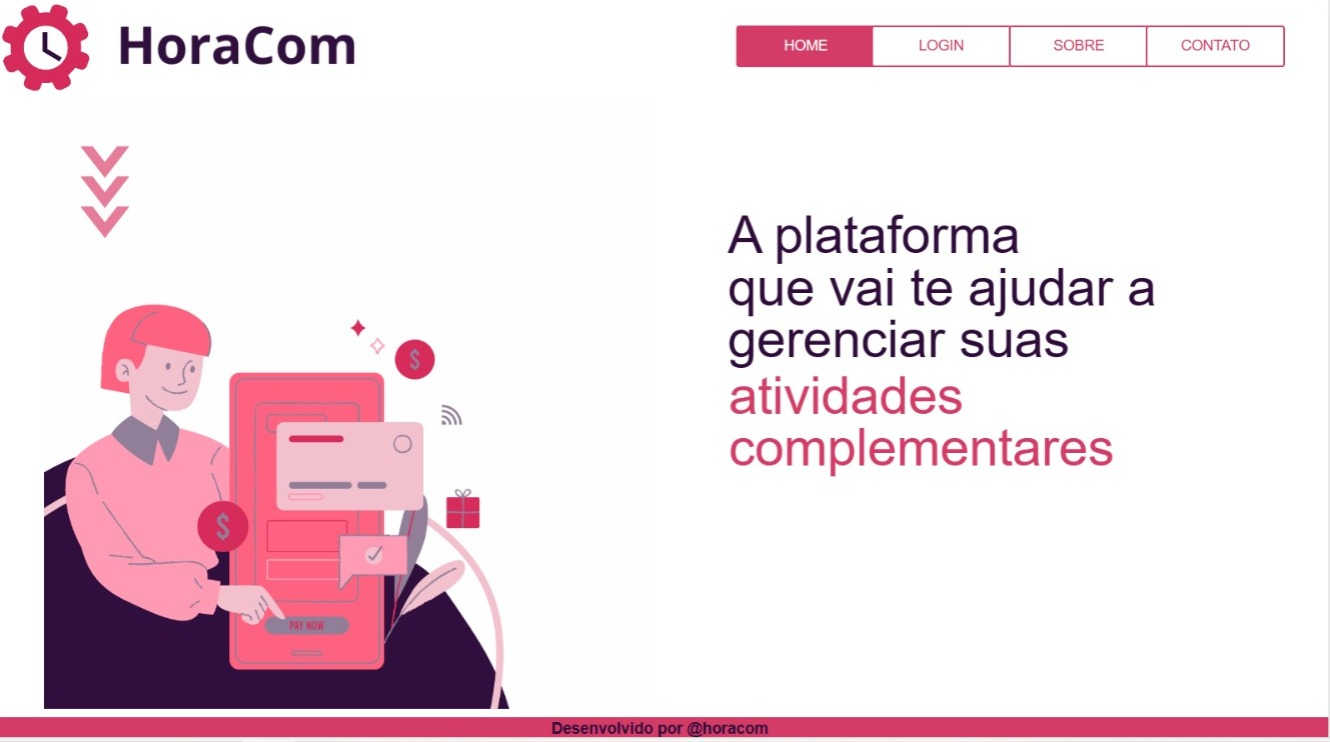 HoraCom
HOME LOGIN SOBRE CONTATO
A plataforma
que vai te ajudar a
gerenciar suas
atividades
complementares
$
$
PAY NOW
Desenvolvido por @horacom